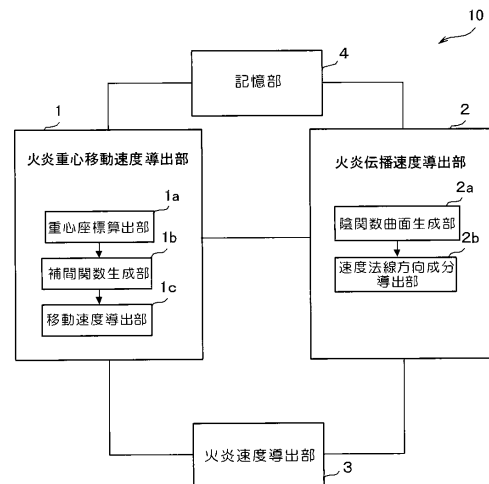 10
4
記憶部
1
火炎重心移動速度導出部
1a
重心座標算出部
1b
補間関数生成部
1c
移動速度導出部
2
火炎伝播速度導出部
2a
陰関数曲面生成部
2b
速度法線方向成分
導出部
火炎速度導出部
3